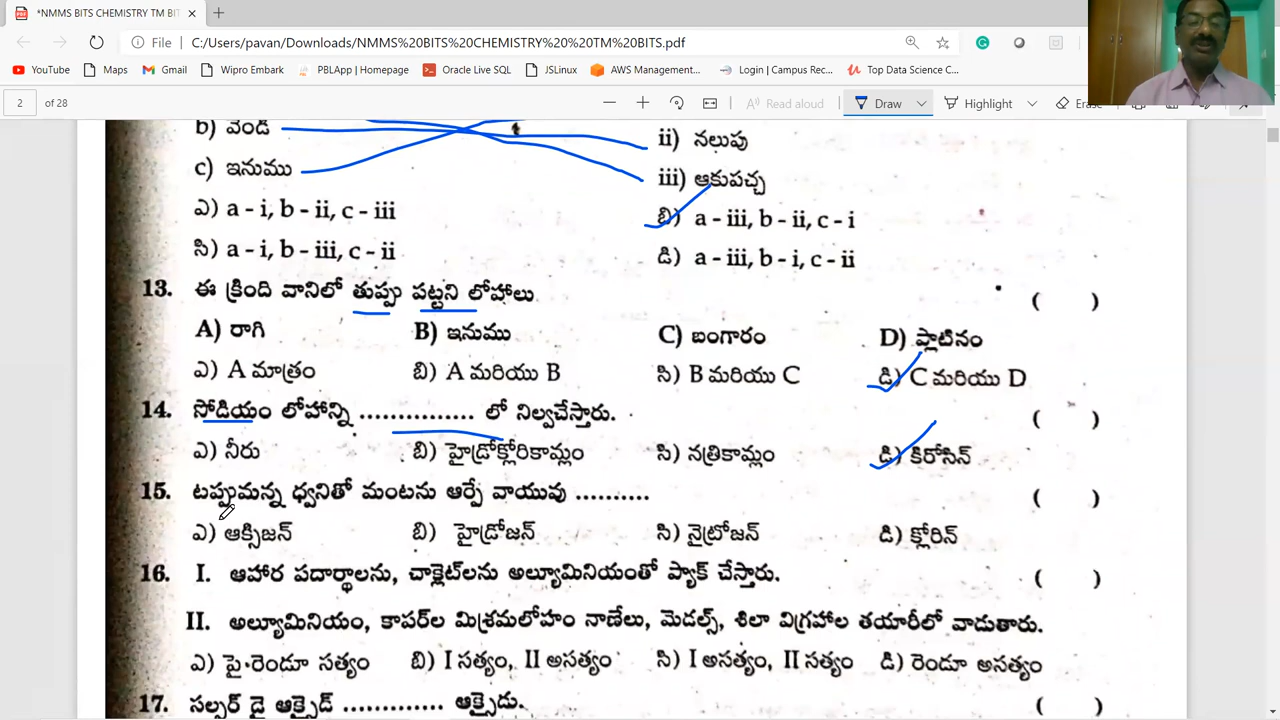 *NMMS BITS CHEMISTRY TM BIT
File C:/Users/pavan/Downloads/NMMS%20BITS%20CHEMISTRY%20%20TM%20BITS.pdf
YouTube Maps Gmail Wipro Embark PBLApp | Homepage Oracle Live SQL JSLinux AWS Management... Login | Campus Rec... Top Data Science C...
2 of 28 Read aloud Draw Highlight Erase
b) వెండి
ii) నలుపు
c) ఇనుము
iii) ఆకుపచ్చ
ఎ) a - i, b - ii, c - iii బి) a - iii, b - ii, c - i
సి) a - i, b - iii, c - ii డి) a - iii, b - i, c - ii
13. ఈ క్రింది వానిలో తుప్పు పట్టని లోహాలు ( )
A) రాగి B) ఇనుము C) బంగారం D) ప్లాటినం
ఎ) A మాత్రం బి) A మరియు B సి) B మరియు C డి) C మరియు D
14. సోడియం లోహాన్ని ............... లో నిల్వచేస్తారు. ( )
ఎ) నీరు బి) హైడ్రోక్లోరికామ్లం సి) నత్రికామ్లం డి) కిరోసిన్
15. టప్పుమన్న ధ్వనితో మంటను ఆర్పే వాయువు .......... ( )
ఎ) ఆక్సిజన్ బి) హైడ్రోజన్ సి) నైట్రోజన్ డి) క్లోరిన్
16. I. ఆహార పదార్థాలను, చాక్లెట్‌లను అల్యూమినియంతో ప్యాక్ చేస్తారు. ( )
II. అల్యూమినియం, కాపర్‌ల మిశ్రమలోహం నాణేలు, మెడల్స్, శిలా విగ్రహాల తయారీలో వాడుతారు.
ఎ) పై రెండూ సత్యం బి) I సత్యం, II అసత్యం సి) I అసత్యం, II సత్యం డి) రెండూ అసత్యం
17. సల్ఫర్ డై ఆక్సైడ్ ............. ఆక్సైడు. ( )